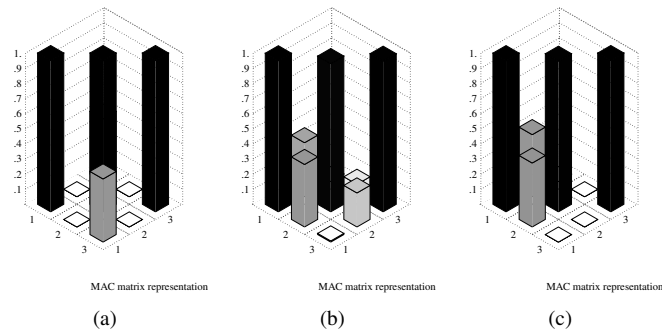 1. 1. 1.
.9 .9 .9
.8 .8 .8
.7 .7 .7
.6 .6 .6
.5 .5 .5
.4 .4 .4
.3 .3 .3
.2 .2 .2
.1 .1 .1
1 3 1 3 1 3
2 2 2 2 2 2
3 1 3 1 3 1
MAC matrix representation MAC matrix representation MAC matrix representation
(a) (b) (c)